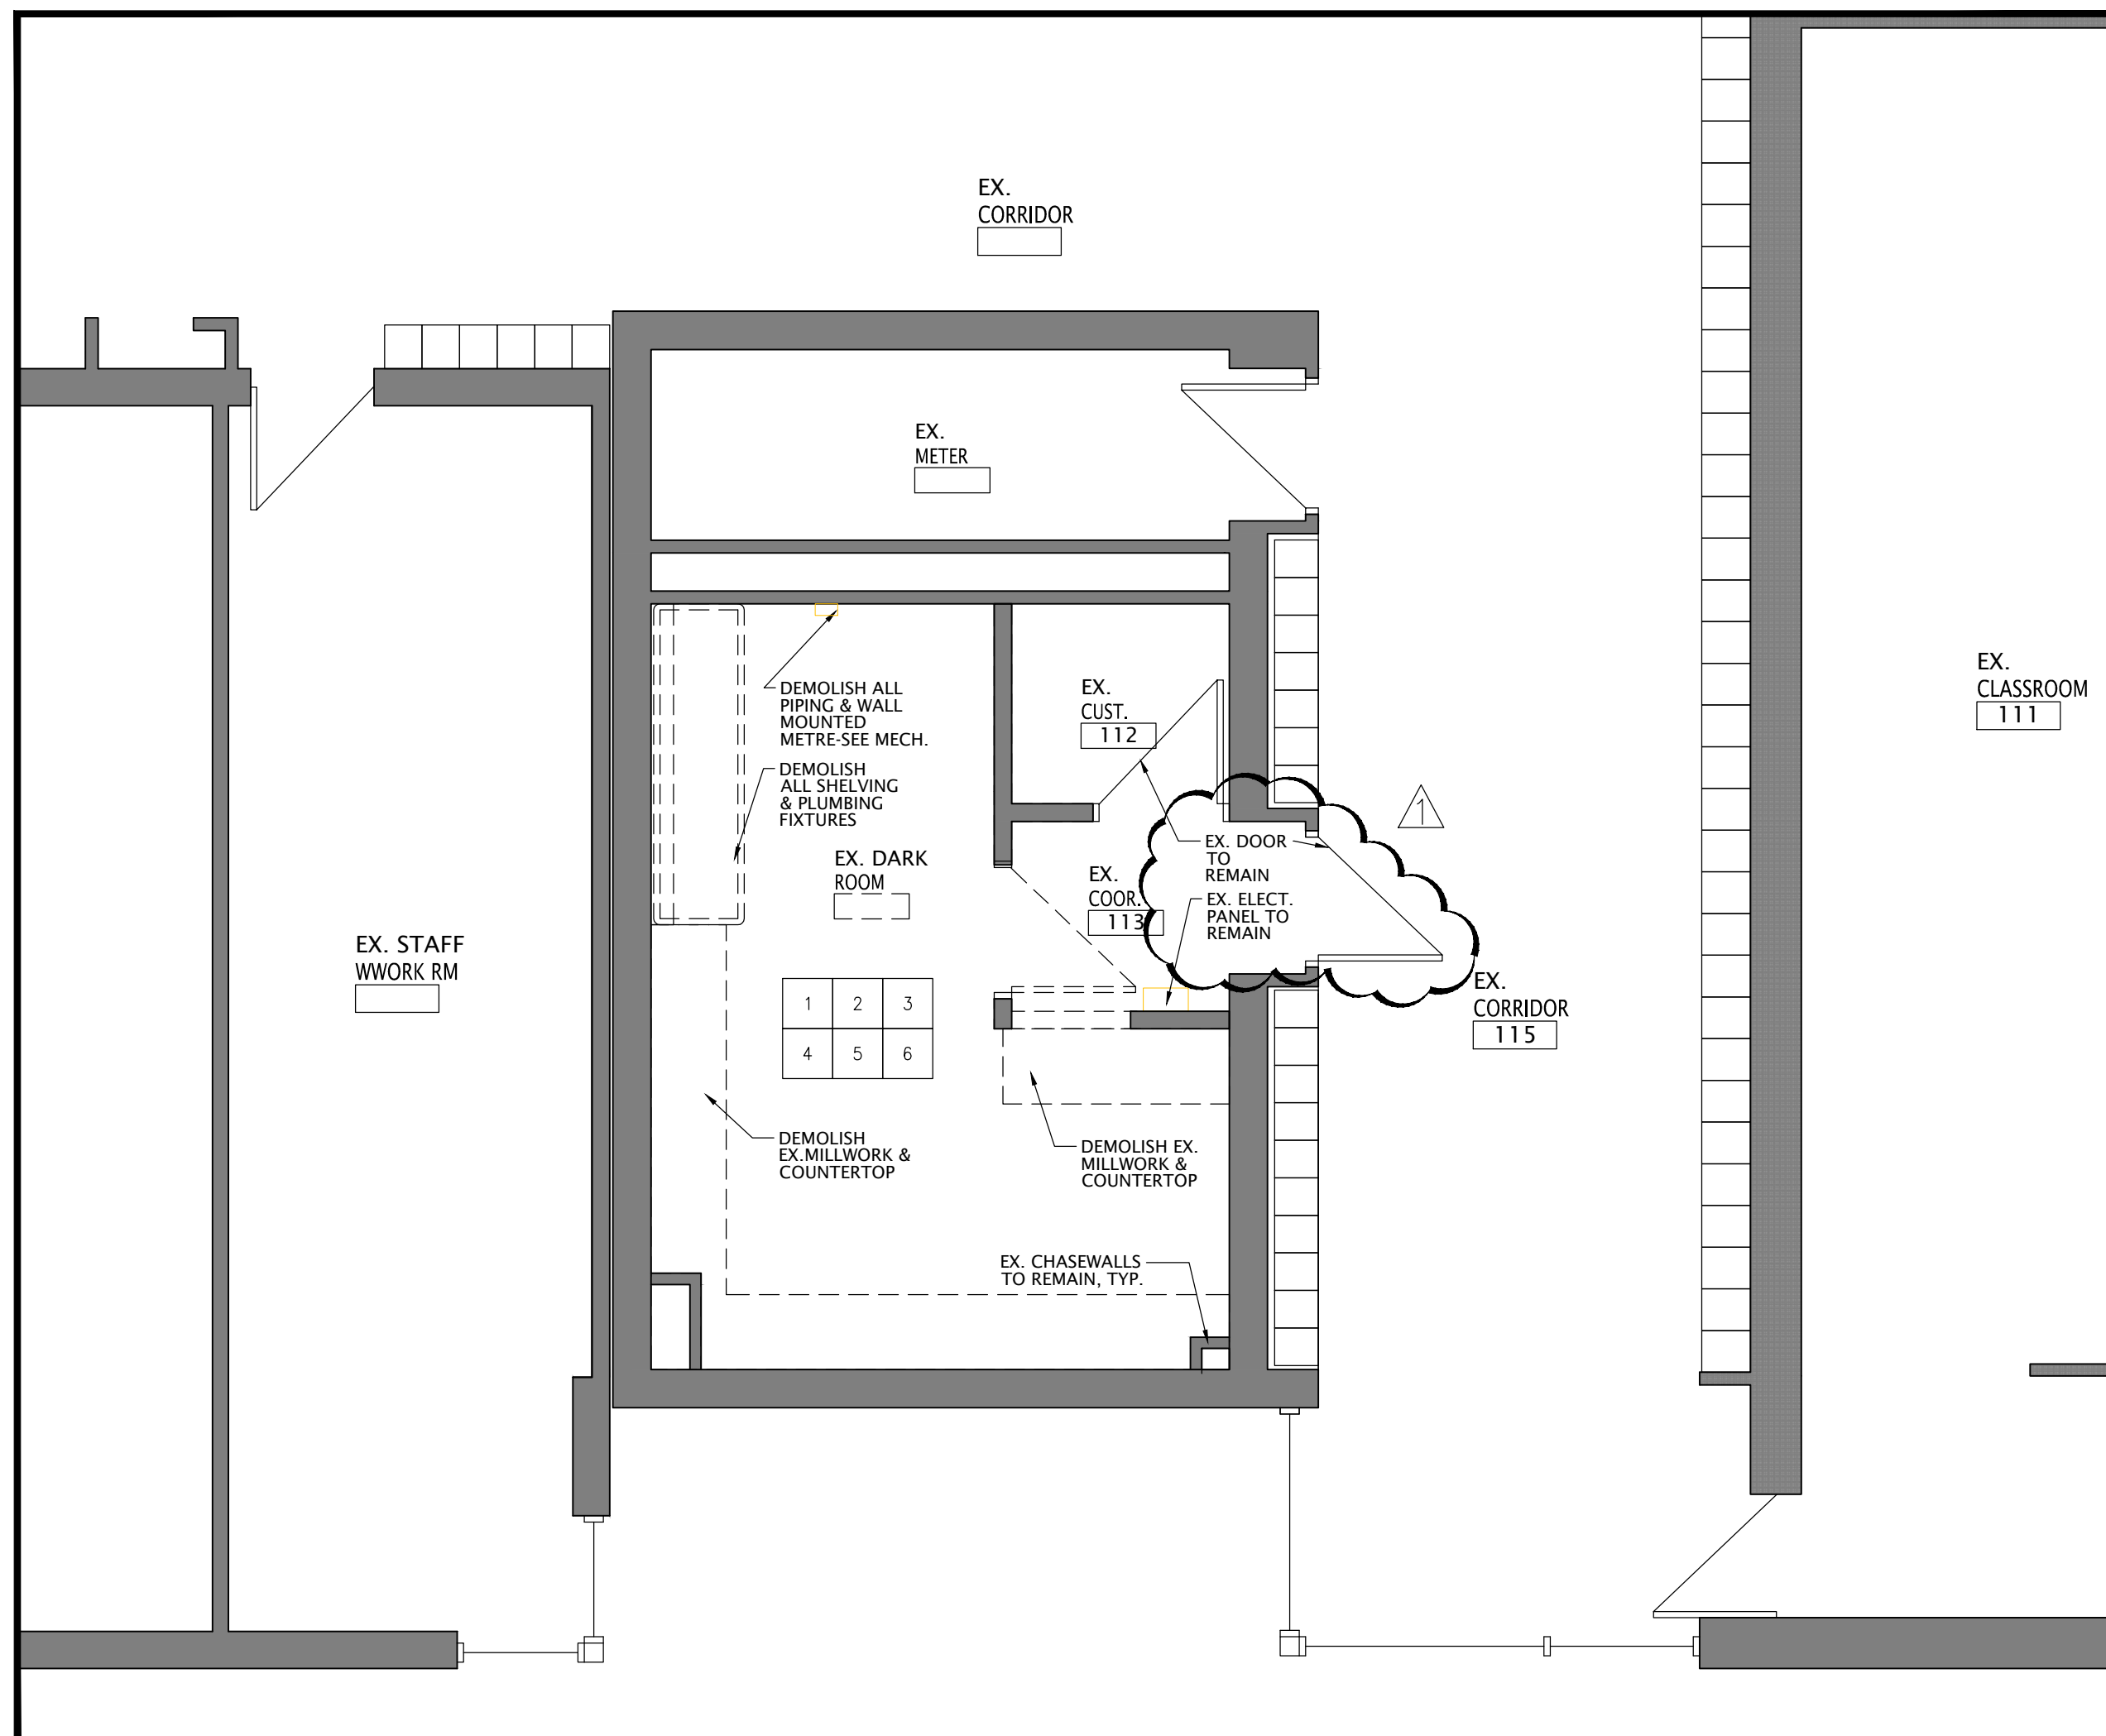 EX.
CORRIDOR
EX.
METER
DEMOLISH ALL
PIPING & WALL
MOUNTED
METRE-SEE MECH.
DEMOLISH
ALL SHELVING
& PLUMBING
FIXTURES
EX.
CUST.
112
EX.
CLASSROOM
111
1
EX. DOOR
TO
REMAIN
EX. DARK
ROOM
EX.
COOR.
113
EX. ELECT.
PANEL TO
REMAIN
EX. STAFF
WWORK RM
EX.
CORRIDOR
115
1 2 3
4 5 6
DEMOLISH
EX.MILLWORK &
COUNTERTOP
DEMOLISH EX.
MILLWORK &
COUNTERTOP
EX. CHASEWALLS
TO REMAIN, TYP.